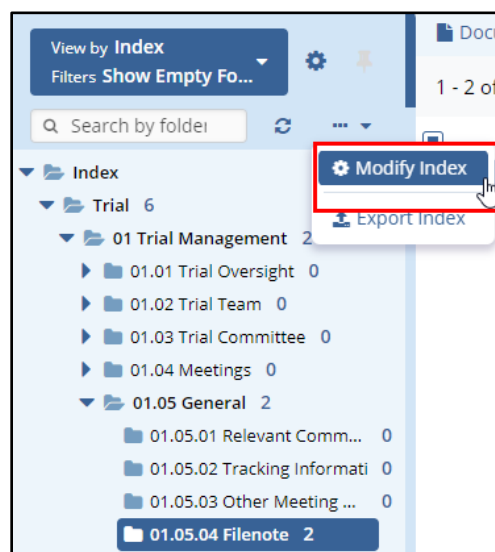 View by Index
Filters Show Empty Fo...
Docu
1 - 2 of
Search by folder
Modify Index
Export Index
Index
Trial 6
01 Trial Management 2
01.01 Trial Oversight 0
01.02 Trial Team 0
01.03 Trial Committee 0
01.04 Meetings 0
01.05 General 2
01.05.01 Relevant Comm... 0
01.05.02 Tracking Informati 0
01.05.03 Other Meeting ... 0
01.05.04 Filenote 2